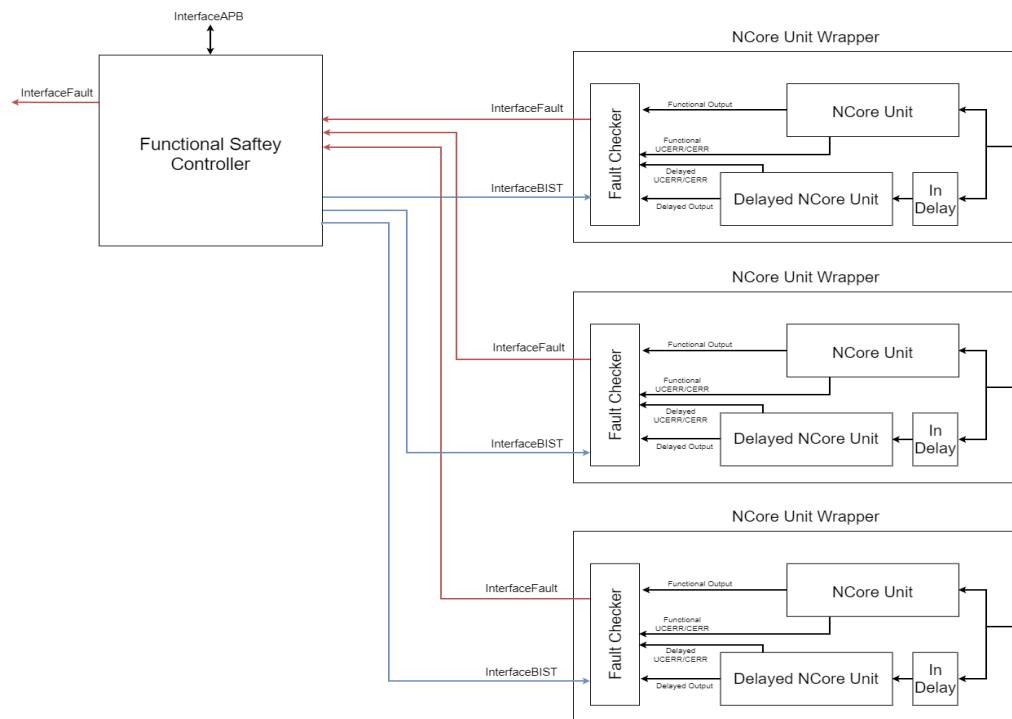 InterfaceAPB
InterfaceFault
Functional Saftey
Controller
NCore Unit Wrapper
InterfaceFault
InterfaceBIST
Fault Checker
Functional Output
Functional
UCERR/CERR
Delayed
UCERR/CERR
Delayed Output
NCore Unit
Delayed NCore Unit
In
Delay
NCore Unit Wrapper
InterfaceFault
InterfaceBIST
Fault Checker
Functional Output
Functional
UCERR/CERR
Delayed
UCERR/CERR
Delayed Output
NCore Unit
Delayed NCore Unit
In
Delay
NCore Unit Wrapper
InterfaceFault
InterfaceBIST
Fault Checker
Functional Output
Functional
UCERR/CERR
Delayed
UCERR/CERR
Delayed Output
NCore Unit
Delayed NCore Unit
In
Delay